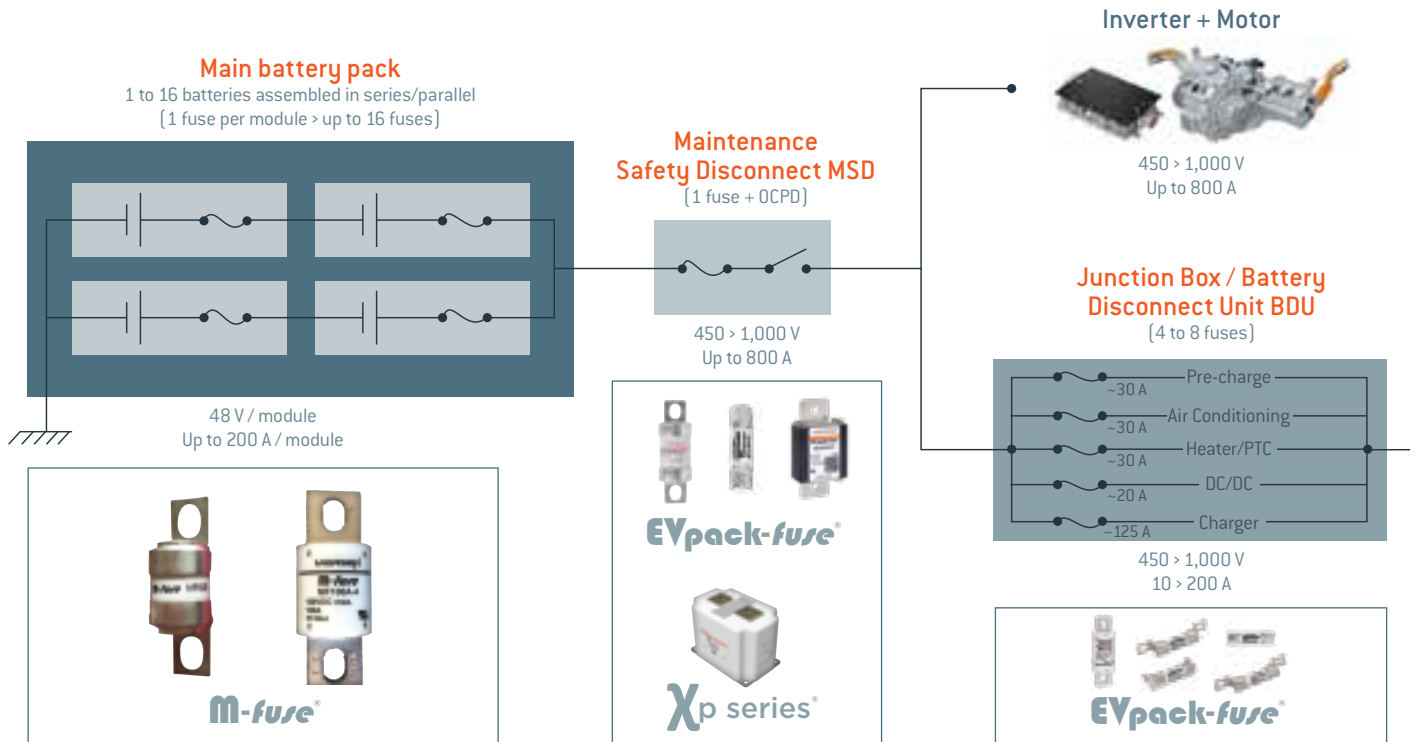 Main battery pack
1 to 16 batteries assembled in series/parallel
(1 fuse per module > up to 16 fuses)
48 V / module
Up to 200 A / module
M-fuse®
Maintenance
Safety Disconnect MSD
(1 fuse + OCPD)
450 > 1,000 V
Up to 800 A
EVpack-fuse®
Xp series®
Inverter + Motor
450 > 1,000 V
Up to 800 A
Junction Box / Battery
Disconnect Unit BDU
(4 to 8 fuses)
~30 A Pre-charge
~30 A Air Conditioning
~30 A Heater/PTC
~20 A DC/DC
~125 A Charger
450 > 1,000 V
10 > 200 A
EVpack-fuse®